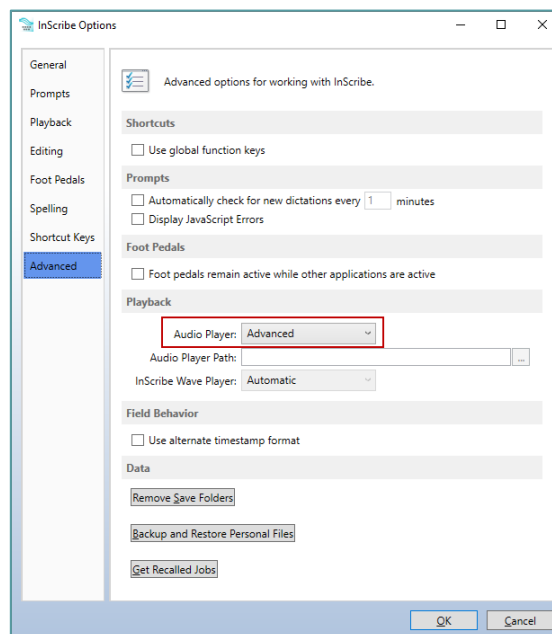 InScribe Options
General
Prompts
Playback
Editing
Foot Pedals
Spelling
Shortcut Keys
Advanced
Advanced options for working with InScribe.
Shortcuts
Use global function keys
Prompts
Automatically check for new dictations every 1 minutes
Display JavaScript Errors
Foot Pedals
Foot pedals remain active while other applications are active
Playback
Audio Player: Advanced
Audio Player Path: ...
InScribe Wave Player: Automatic
Field Behavior
Use alternate timestamp format
Data
Remove Save Folders
Backup and Restore Personal Files
Get Recalled Jobs
OK Cancel